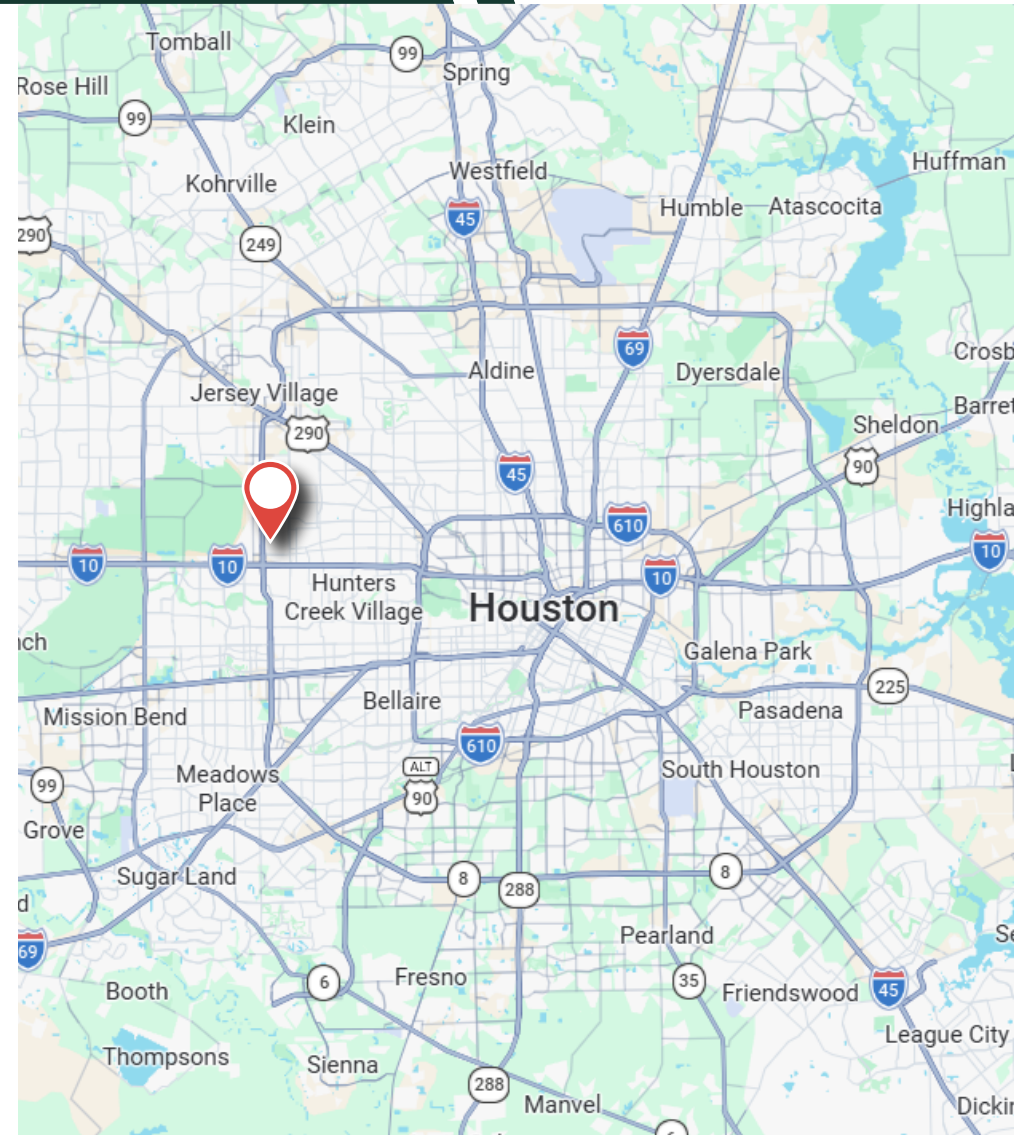 Tomball
99
Spring
Rose Hill
99
Klein
Huffman
Westfield
Kohrville
45
Humble
Atascocita
290
249
69
Aldine
Dyersdale
Crosb
Jersey Village
Barret
Sheldon
290
45
90
610
Highla
10
10
10
10
Hunters
Creek Village
Houston
nch
Galena Park
225
Bellaire
Mission Bend
Pasadena
610
ALT
90
South Houston
99
Meadows
Place
Grove
L
Sugar Land
8
288
8
d
69
Pearland
Se
Fresno
35
6
Booth
Friendswood
45
League City
Thompsons
Sienna
288
Manvel
Dickin
6